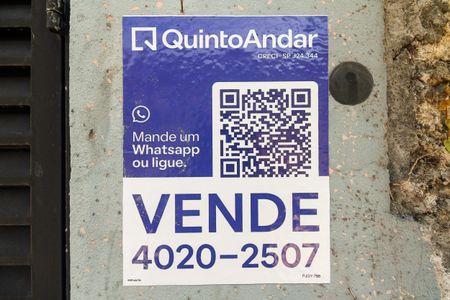 QuintoAndar
CRECI-SP J24.344
Mande um
Whatsapp
ou ligue.
VENDE
4020-2507